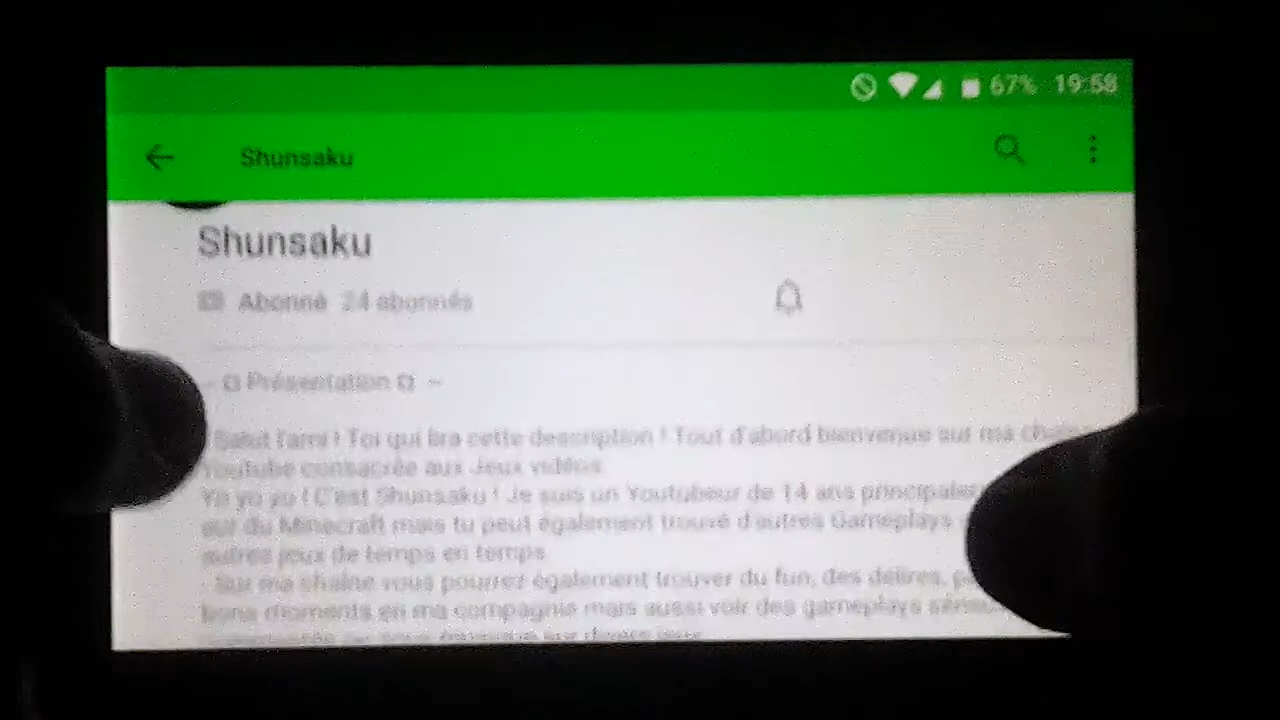 67% 19:58
Shunsaku
Shunsaku
Abonné 24 abonnés
Présentation ~
Salut l'ami ! Toi qui lira cette description ! Tout d'abord bienvenue sur ma
Youtube consacrée aux Jeux vidéos
Yo yo yo ! C'est Shunsaku ! Je suis un Youtubeur de 14 ans
sur du Minecraft mais tu peut également trouvé d'autres Gameplays
autres jeux de temps en temps
Sur ma chaîne vous pourrez également trouver du fun, des délires,
bons moments en ma compagnie mais aussi voir des gameplays